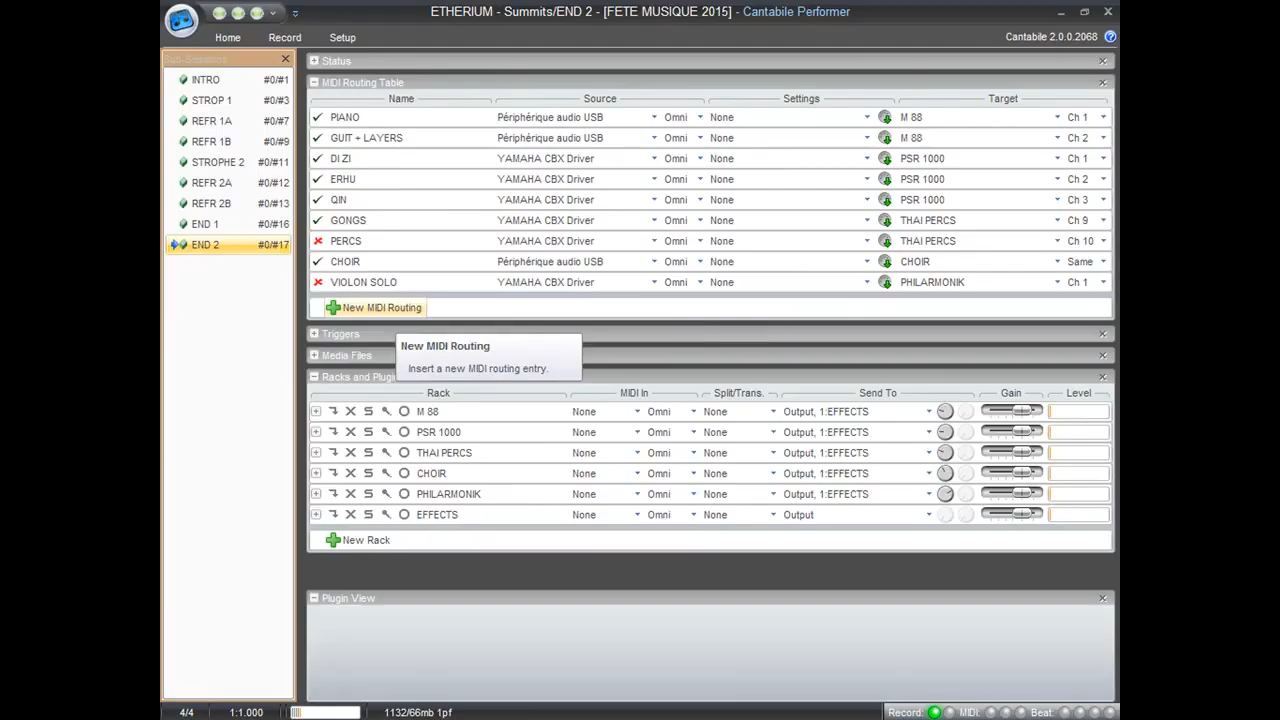 ETHERIUM - Summits/END 2 - [FETE MUSIQUE 2015] - Cantabile Performer
Home Record Setup
Cantabile 2.0.0.2068
Sub-Sessions
INTRO #0/#1
STROP 1 #0/#3
REFR 1A #0/#7
REFR 1B #0/#9
STROPHE 2 #0/#11
REFR 2A #0/#12
REFR 2B #0/#13
END 1 #0/#16
END 2 #0/#17
Status
MIDI Routing Table
Name Source Settings Target
PIANO Périphérique audio USB Omni None M 88 Ch 1
GUIT + LAYERS Périphérique audio USB Omni None M 88 Ch 2
DI ZI YAMAHA CBX Driver Omni None PSR 1000 Ch 1
ERHU YAMAHA CBX Driver Omni None PSR 1000 Ch 2
QIN YAMAHA CBX Driver Omni None PSR 1000 Ch 3
GONGS YAMAHA CBX Driver Omni None THAI PERCS Ch 9
PERCS YAMAHA CBX Driver Omni None THAI PERCS Ch 10
CHOIR Périphérique audio USB Omni None CHOIR Same
VIOLON SOLO YAMAHA CBX Driver Omni None PHILARMONIK Ch 1
New MIDI Routing
Triggers
New MIDI Routing
Insert a new MIDI routing entry.
Media Files
Racks and Plugi
Rack MIDI In Split/Trans. Send To Gain Level
M 88 None Omni None Output, 1:EFFECTS
PSR 1000 None Omni None Output, 1:EFFECTS
THAI PERCS None Omni None Output, 1:EFFECTS
CHOIR None Omni None Output, 1:EFFECTS
PHILARMONIK None Omni None Output, 1:EFFECTS
EFFECTS None Omni None Output
New Rack
Plugin View
4/4 1:1.000 1132/66mb 1pf Record: MIDI: Beat: